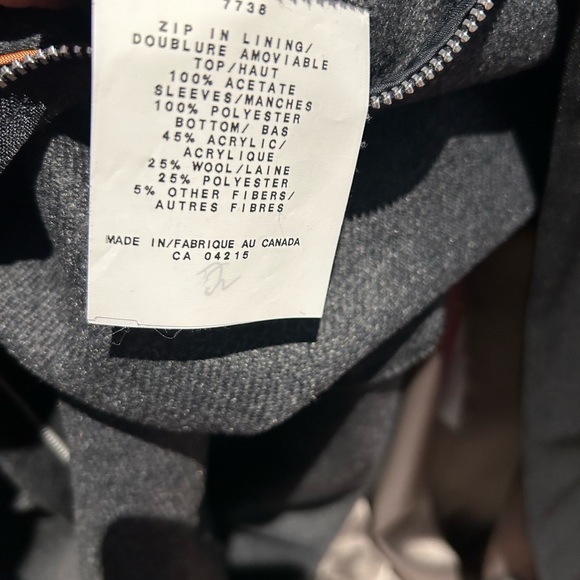 7738
ZIP IN LINING/
DOUBLURE AMOVIABLE
TOP/HAUT
100% ACETATE
SLEEVES/MANCHES
100% POLYESTER
BOTTOM/ BAS
45% ACRYLIC/
ACRYLIQUE
25% WOOL/LAINE
25% POLYESTER
5% OTHER FIBERS/
AUTRES FIBRES
MADE IN/FABRIQUE AU CANADA
CA 04215